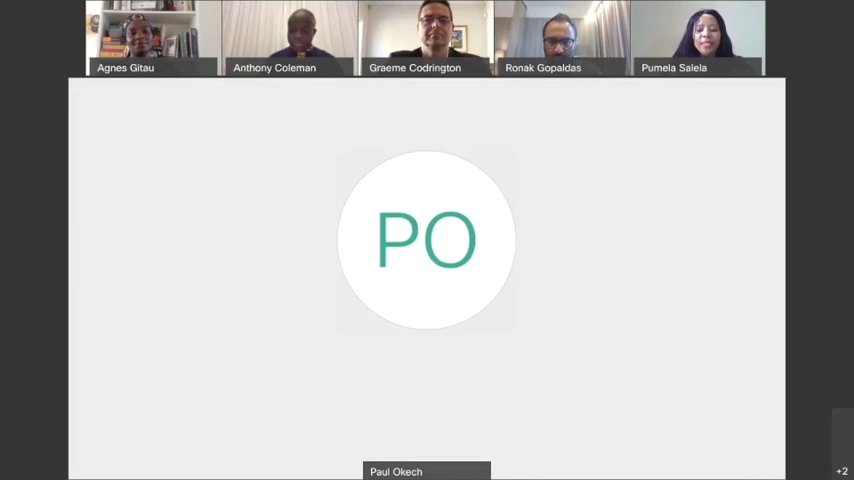 Agnes Gitau
Anthony Coleman
Graeme Codrington
Ronak Gopaldas
Pumela Salela
PO
Paul Okech
+2